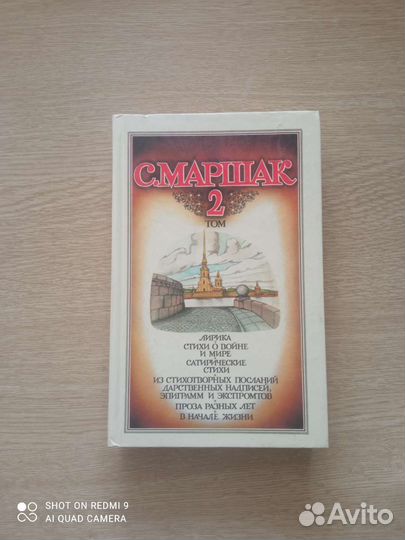 С.МАРШАК
2
ТОМ
ЛИРИКА
СТИХИ О ВОЙНЕ
И МИРЕ
САТИРИЧЕСКИЕ
СТИХИ
ИЗ СТИХОТВОРНЫХ ПОСЛАНИЙ
ДАРСТВЕННЫХ НАДПИСЕЙ,
ЭПИГРАММ И ЭКСПРОМТОВ
ПРОЗА РАЗНЫХ ЛЕТ
В НАЧАЛЕ ЖИЗНИ
SHOT ON REDMI 9
AI QUAD CAMERA
Avito